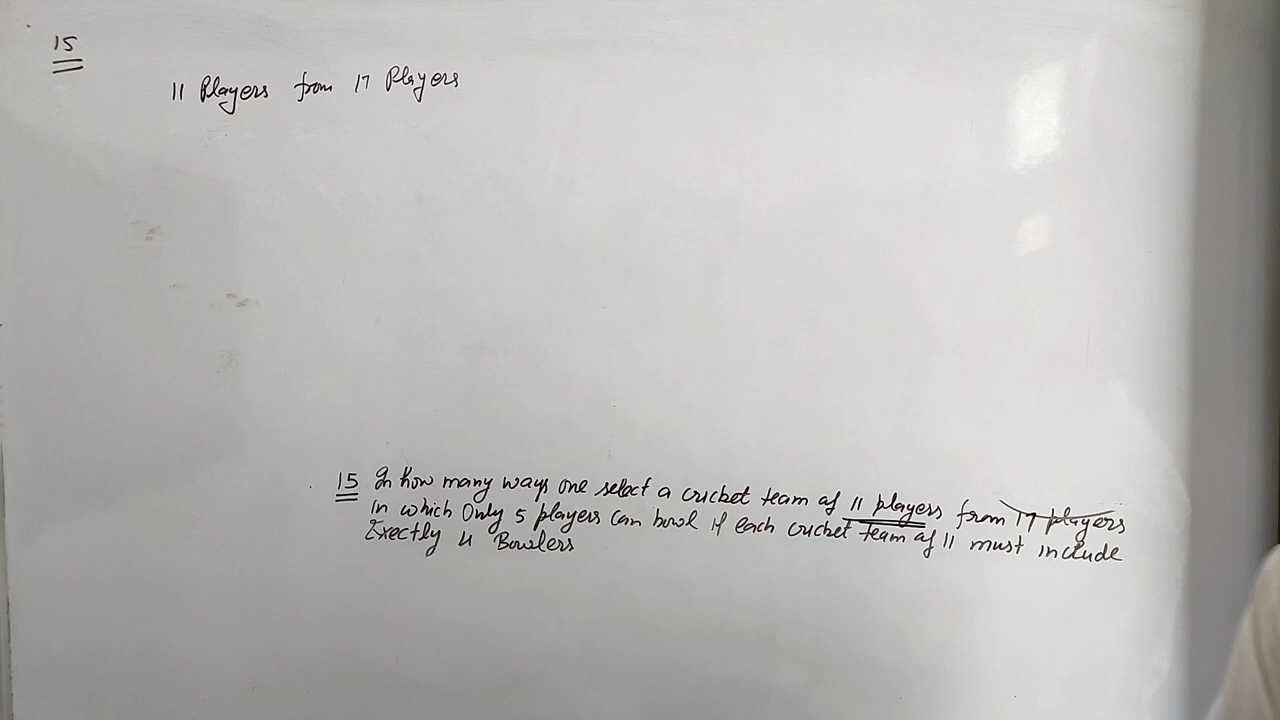 15
11 Players from 17 Players
15 In how many ways one select a cricket team of 11 players from 17 players
in which Only 5 players Can bowl if each cricket team of 11 must include
Exectly 4 Bowlers